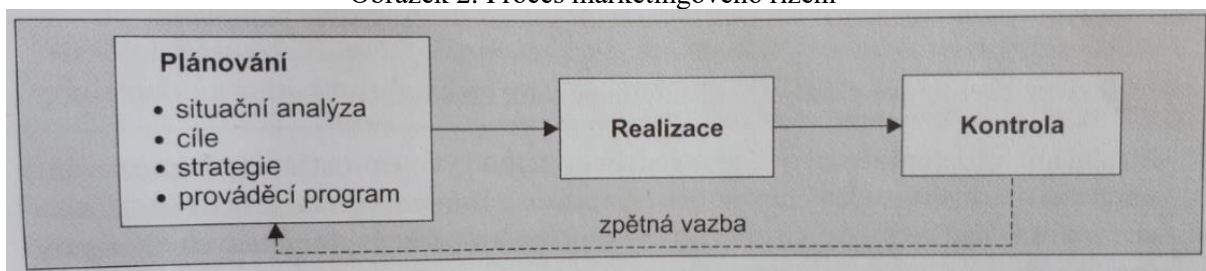 Obrázek 2: Proces marketingového řízení
Plánování
• situační analýza
• cíle
• strategie
• prováděcí program
Realizace
Kontrola
zpětná vazba